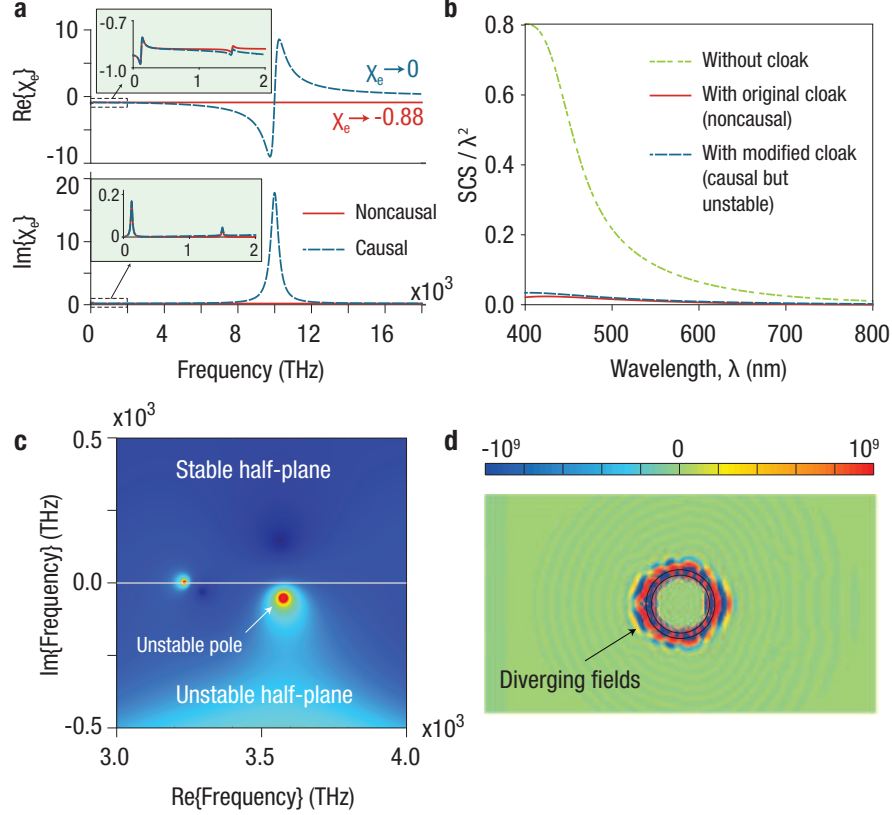 a
10
0
-10
Re{χe}
-0.7
-1.0
0
1
2
χe → 0
χe → -0.88
20
15
10
5
0
Im{χe}
0.2
0
0
1
2
Noncausal
Causal
x10³
0
4
8
10
12
16
Frequency (THz)
b
0.8
0.6
0.4
0.2
0.0
SCS / λ²
Without cloak
With original cloak
(noncausal)
With modified cloak
(causal but
unstable)
400
500
600
700
800
Wavelength, λ (nm)
c
x10³
0.5
0.0
-0.5
Im{Frequency} (THz)
Stable half-plane
Unstable pole
Unstable half-plane
3.0
3.5
4.0
x10³
Re{Frequency} (THz)
d
-10⁹
0
10⁹
Diverging fields